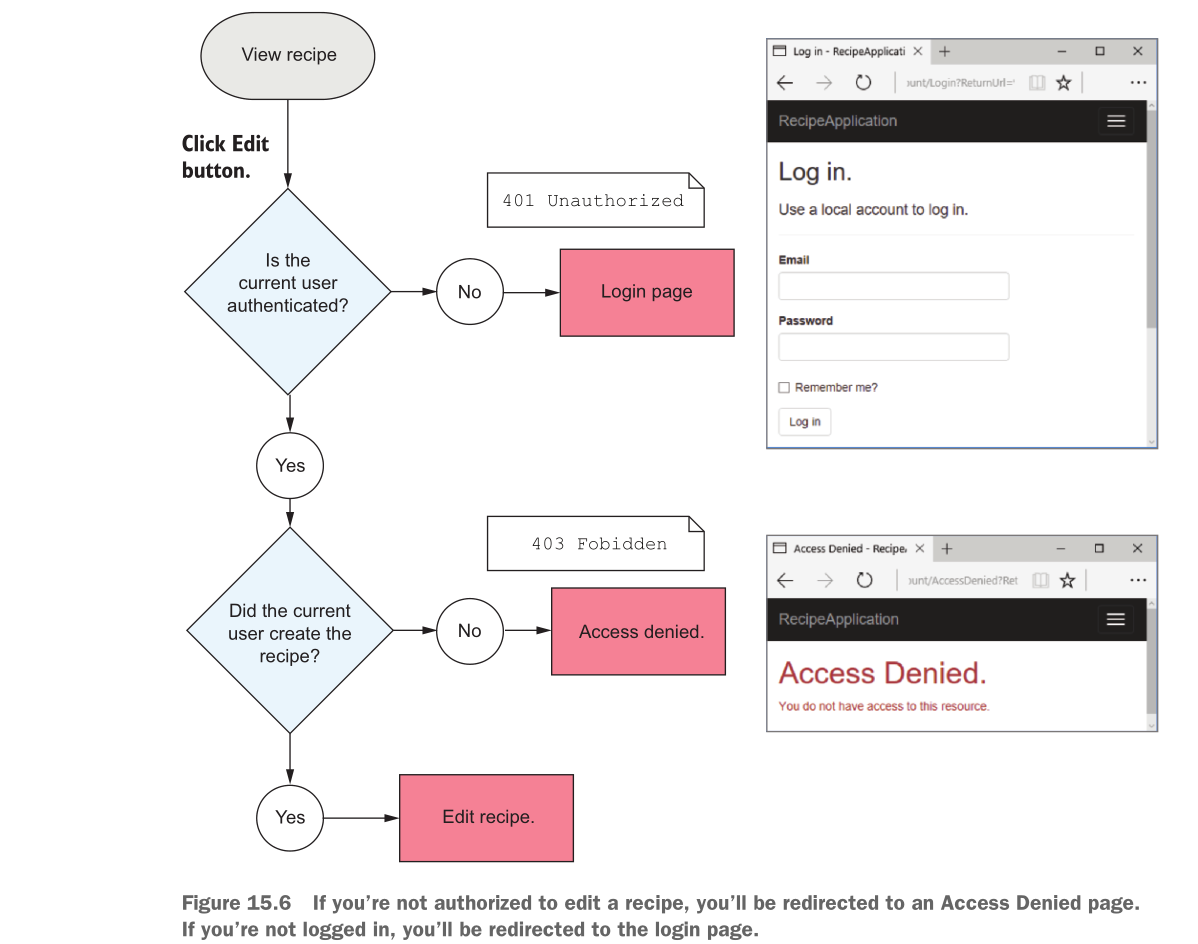 View recipe
Click Edit
button.
401 Unauthorized
Is the
current user
authenticated?
No
Login page
Yes
403 Fobidden
Did the current
user create the
recipe?
No
Access denied.
Yes
Edit recipe.
Log in - RecipeApplicati
ount/Login?ReturnUrl='
RecipeApplication
Log in.
Use a local account to log in.
Email
Password
Remember me?
Log in
Access Denied - Recipe
ount/AccessDenied?Ret
RecipeApplication
Access Denied.
You do not have access to this resource.
Figure 15.6 If you’re not authorized to edit a recipe, you’ll be redirected to an Access Denied page.
If you’re not logged in, you’ll be redirected to the login page.